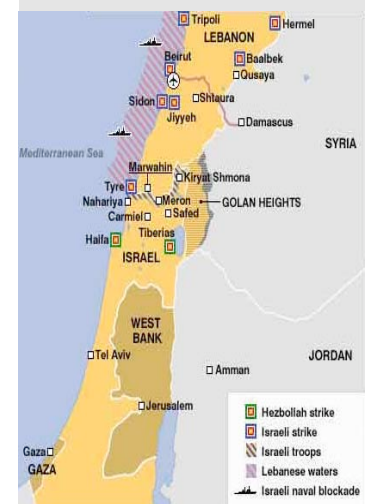 Tripoli
Hermel
LEBANON
Beirut
Baalbek
Qusaya
Sidon
Shtaura
Jiyyeh
Damascus
SYRIA
Mediterranean Sea
Marwahin
Kiryat Shmona
Tyre
Nahariya
Meron
GOLAN HEIGHTS
Carmiel
Safed
Haifa
Tiberias
ISRAEL
WEST
BANK
Tel Aviv
JORDAN
Amman
Jerusalem
Gaza
GAZA
Hezbollah strike
Israeli strike
Israeli troops
Lebanese waters
Israeli naval blockade